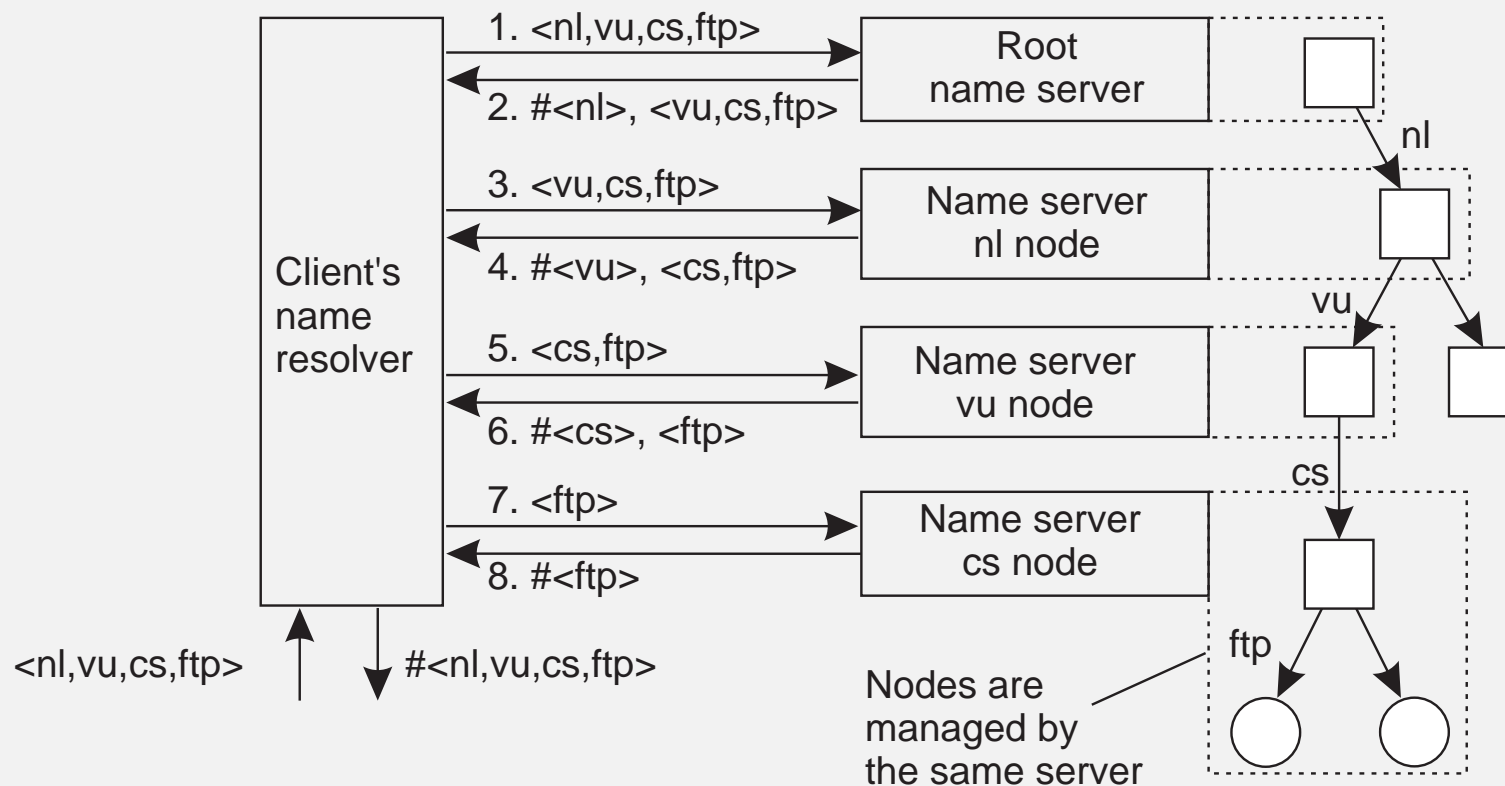 1. <nl,vu,cs,ftp>
2. #<nl>, <vu,cs,ftp>
3. <vu,cs,ftp>
4. #<vu>, <cs,ftp>
5. <cs,ftp>
6. #<cs>, <ftp>
7. <ftp>
8. #<ftp>
Client's
name
resolver
<nl,vu,cs,ftp>
#<nl,vu,cs,ftp>
Root
name server
Name server
nl node
Name server
vu node
Name server
cs node
nl
vu
cs
ftp
Nodes are
managed by
the same server